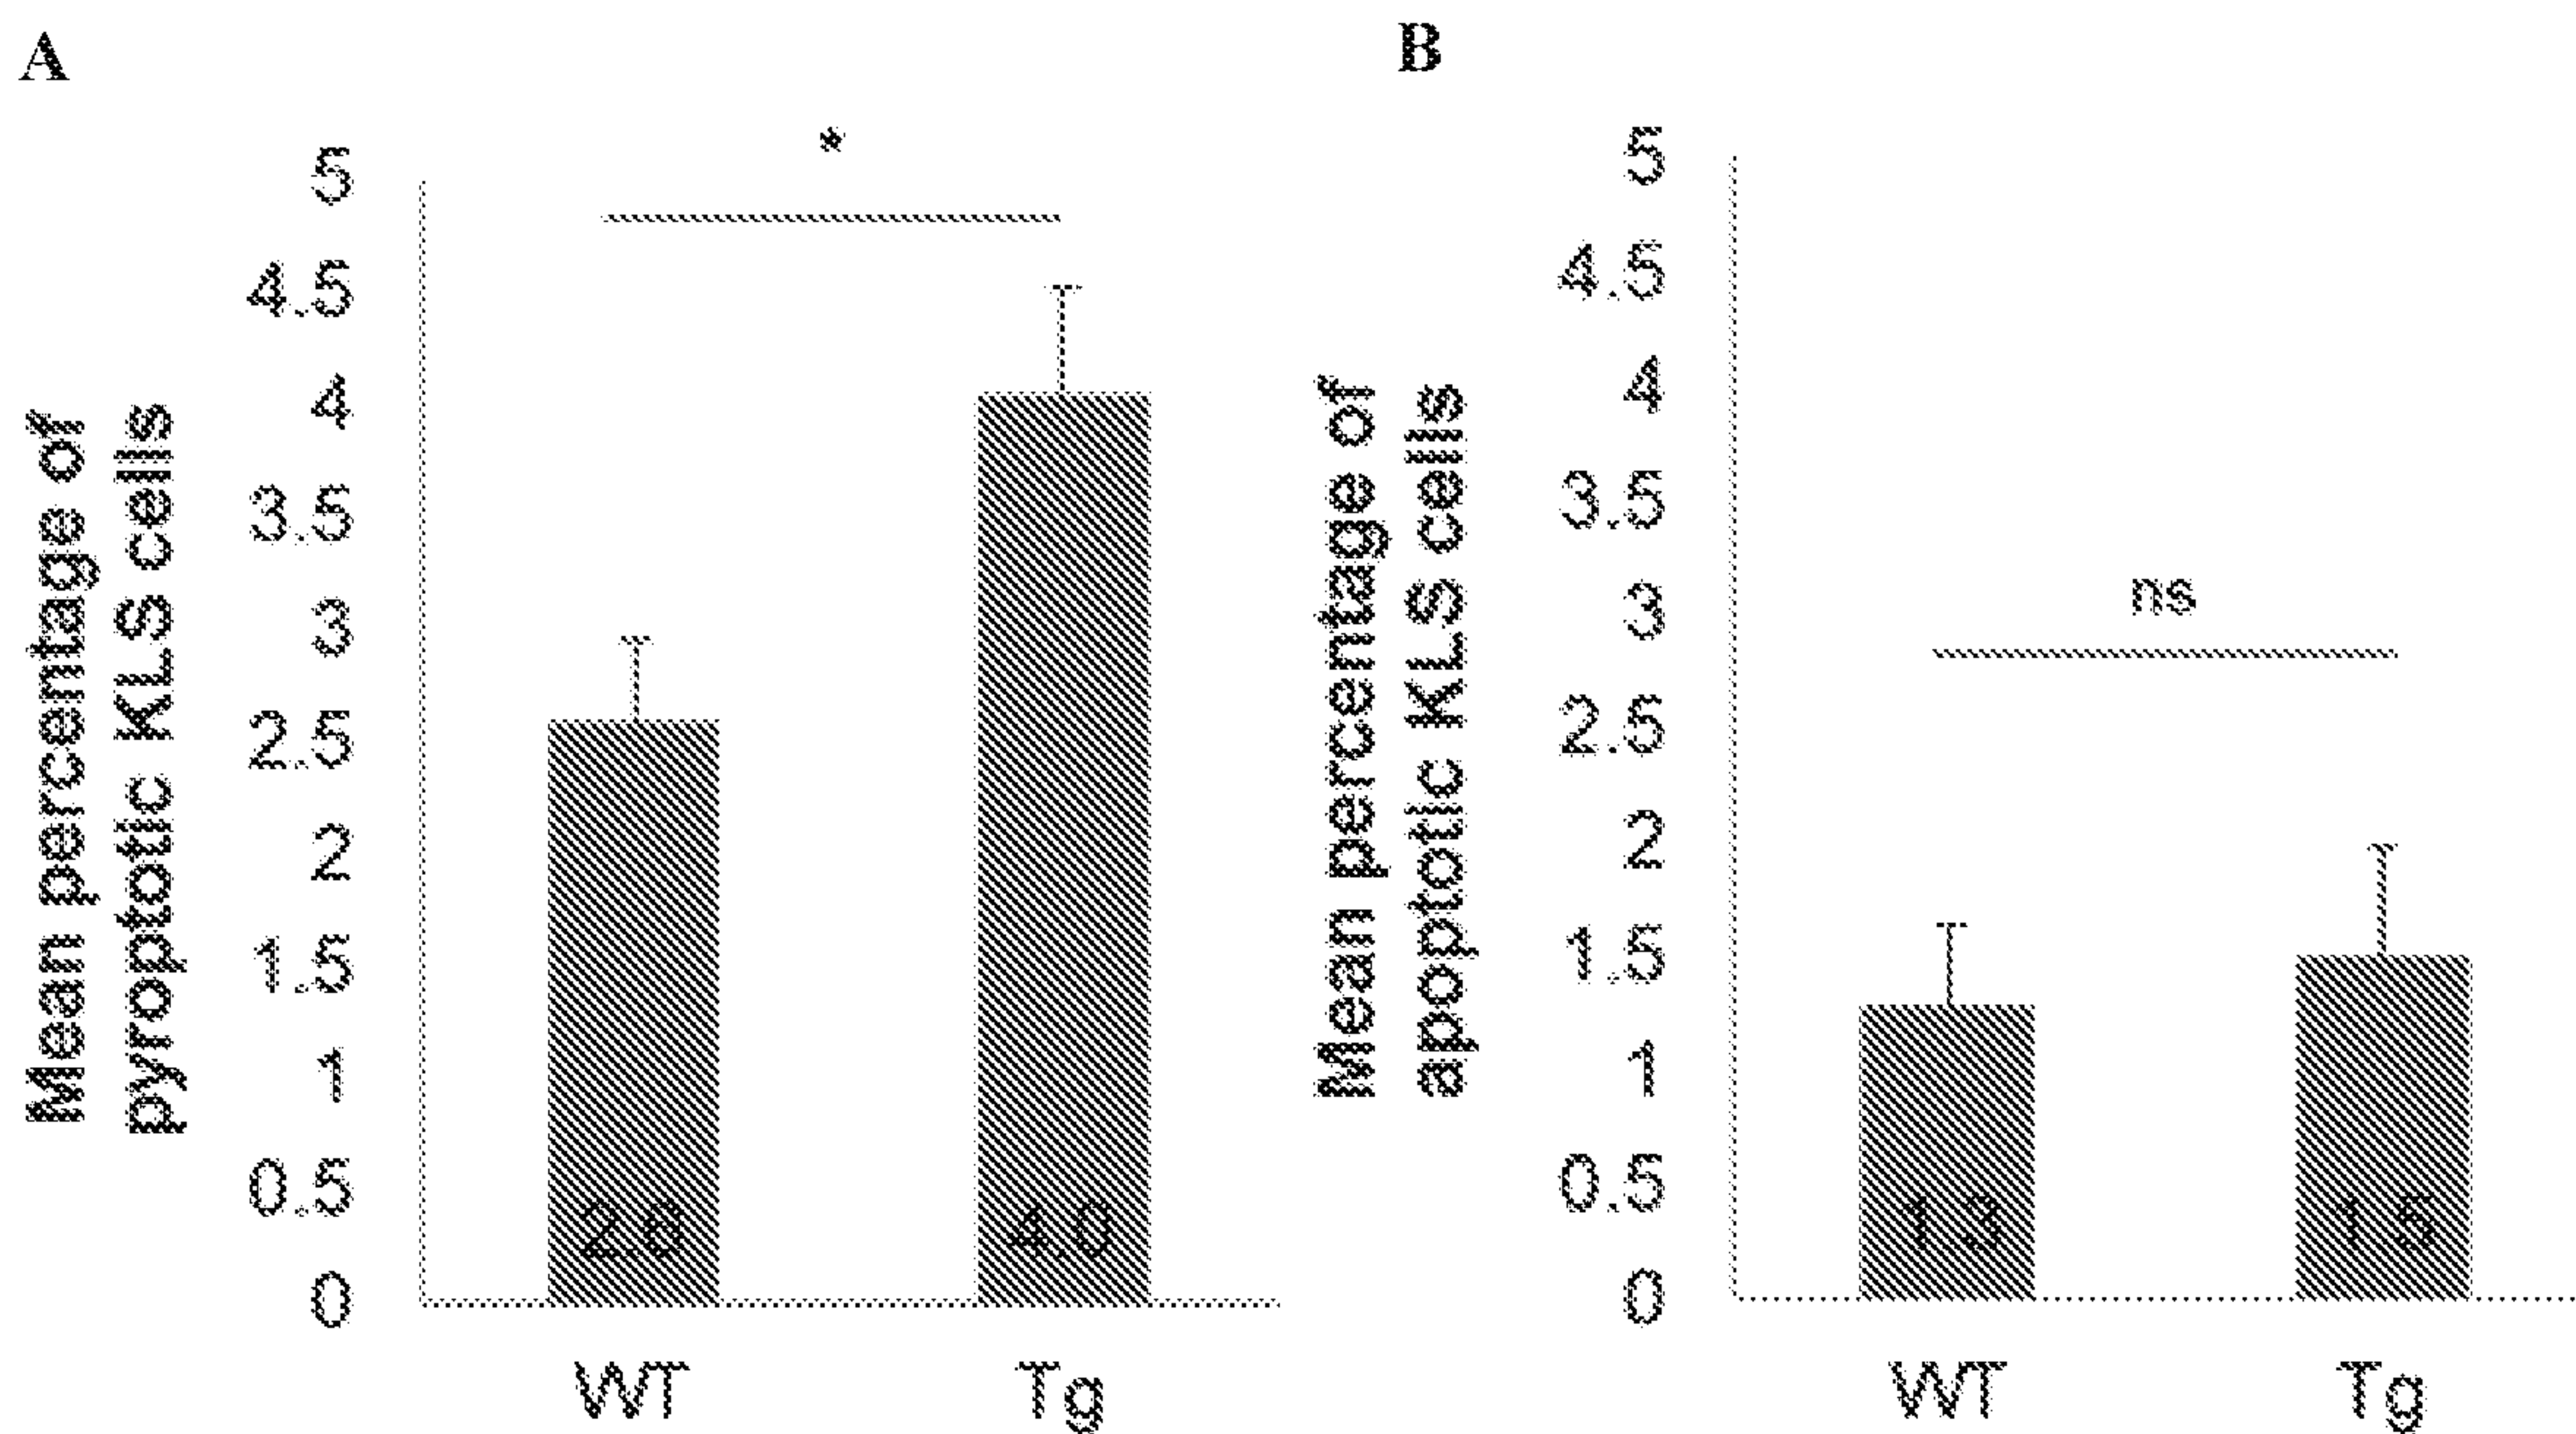 A
Mean percentage of
pyroptotic KLS cells
5
4.5
4
3.5
3
2.5
2
1.5
1
0.5
0
*
2.6
4.0
WT
Tg
B
Mean percentage of
apoptotic KLS cells
5
4.5
4
3.5
3
2.5
2
1.5
1
0.5
0
ns
1.3
1.5
WT
Tg